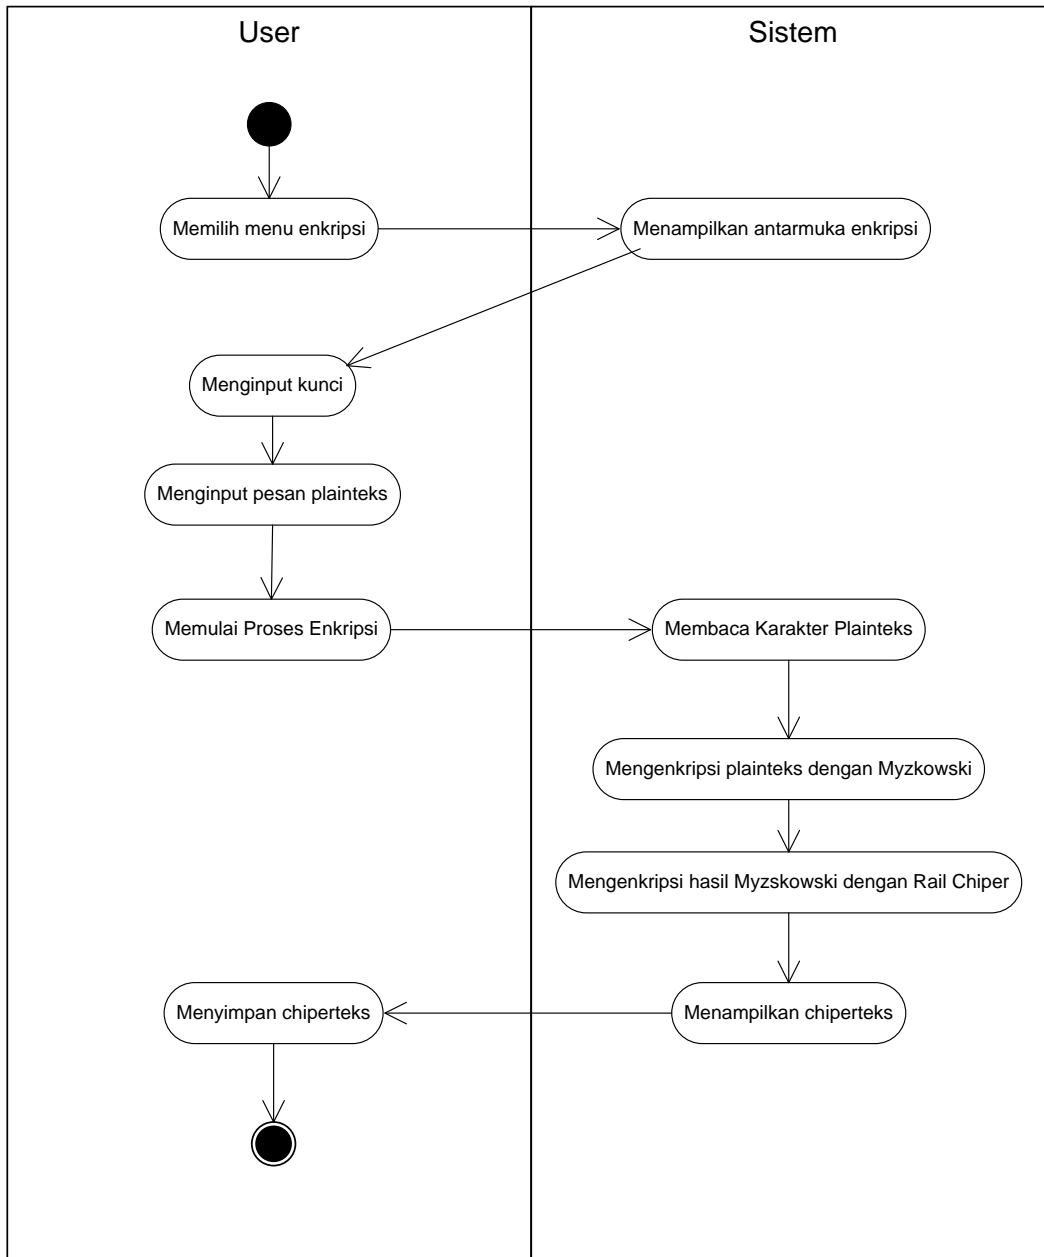 User
Sistem
Memilih menu enkripsi
Menampilkan antarmuka enkripsi
Menginput kunci
Menginput pesan plainteks
Memulai Proses Enkripsi
Membaca Karakter Plainteks
Mengenkripsi plainteks dengan Myzkowski
Mengenkripsi hasil Myzskowski dengan Rail Chiper
Menampilkan chiperteks
Menyimpan chiperteks